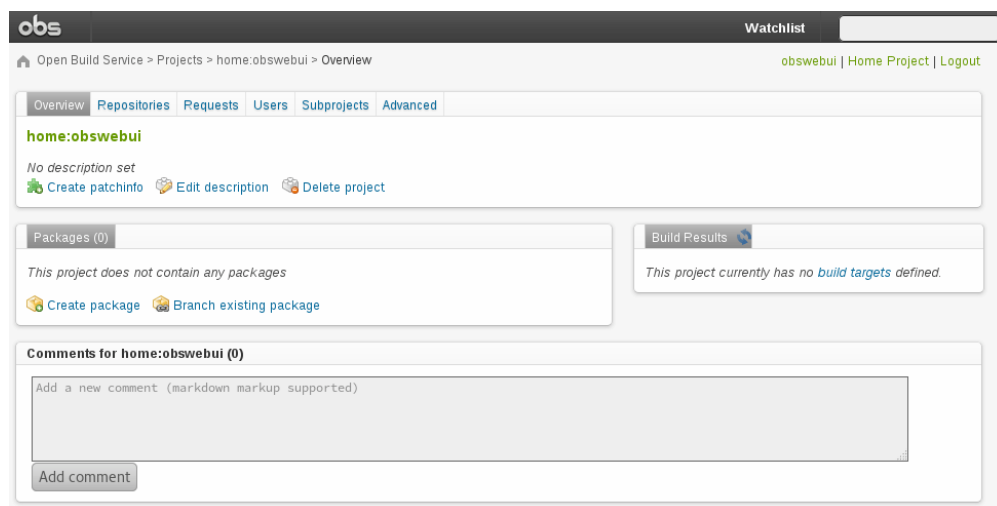 obs
Watchlist
Open Build Service > Projects > home:obswebui > Overview
obswebui | Home Project | Logout
Overview Repositories Requests Users Subprojects Advanced
home:obswebui
No description set
Create patchinfo Edit description Delete project
Packages (0)
This project does not contain any packages
Create package Branch existing package
Build Results
This project currently has no build targets defined.
Comments for home:obswebui (0)
Add a new comment (markdown markup supported)
Add comment